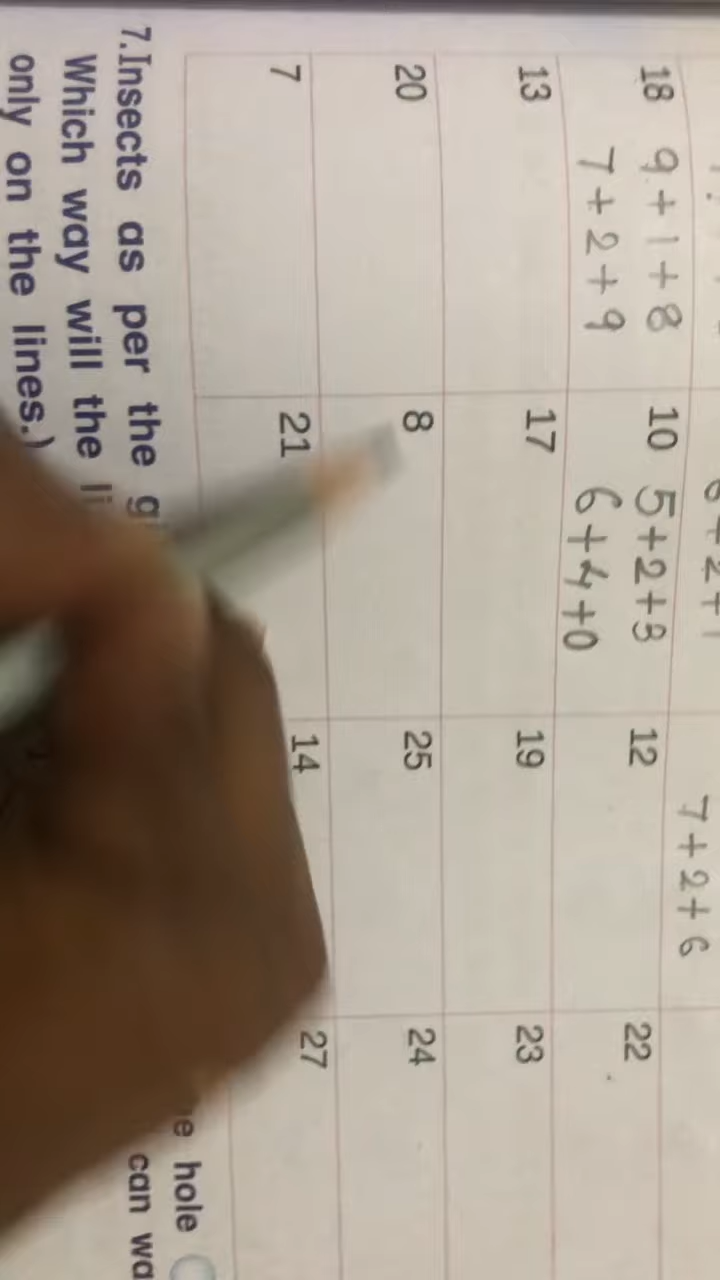 7 + 2 + 6
18 9 + 1 + 8
7 + 2 + 9
10 5 + 2 + 3
6 + 4 + 0
12
22
13
17
19
23
20
8
25
24
7
21
14
27
7.Insects as per the
hole
Which way will the
can
only on the lines.)